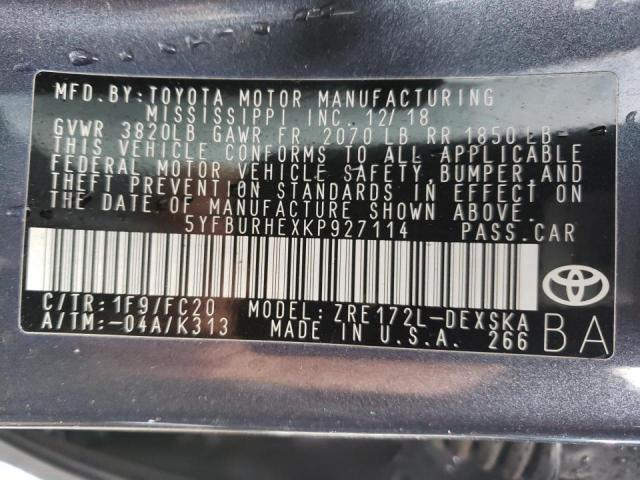 MFD. BY: TOYOTA MOTOR MANUFACTURING
MISSISSIPPI INC. 12/18
GVWR 3820LB GAWR FR 2070 LB RR 1850 LB
THIS VEHICLE CONFORMS TO ALL APPLICABLE
FEDERAL MOTOR VEHICLE SAFETY, BUMPER, AND
THEFT PREVENTION STANDARDS IN EFFECT ON
THE DATE OF MANUFACTURE SHOWN ABOVE.
5YFBURHEXKP927114 PASS. CAR
C/TR: 1F9/FC20 MODEL: ZRE172L-DEXSKA
A/TM: -04A/K313 MADE IN U.S.A. 266
BA